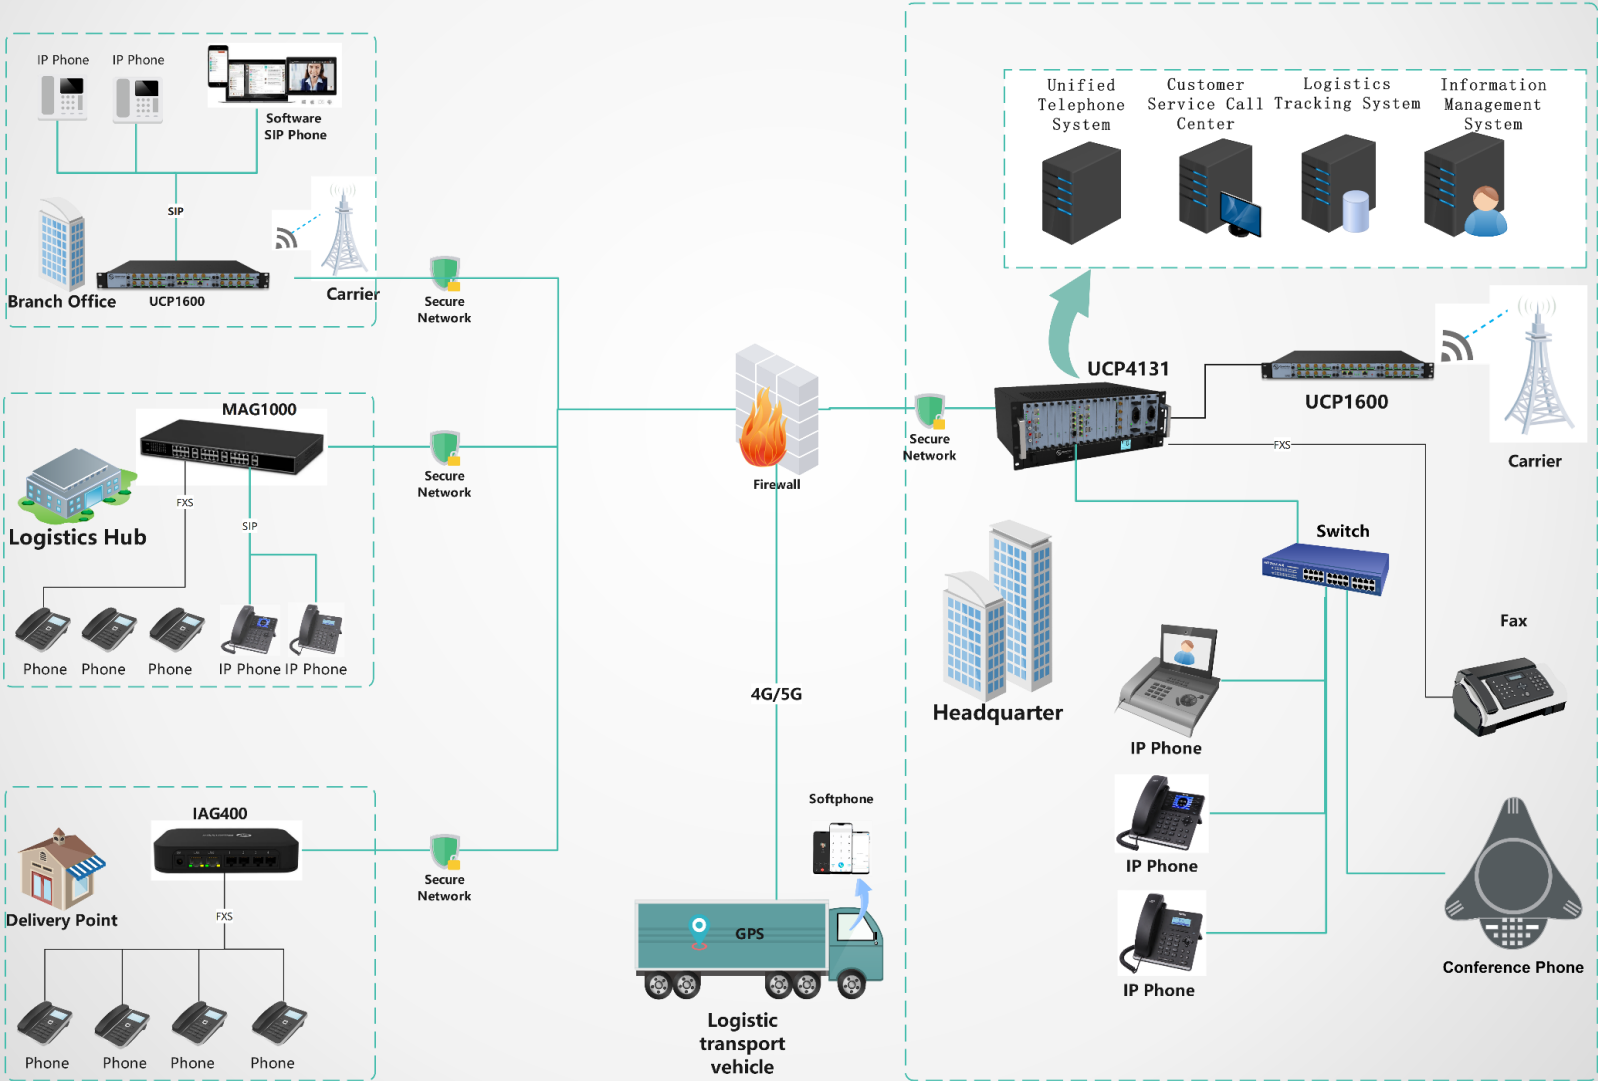 IP Phone
IP Phone
Software
SIP Phone
SIP
Branch Office
UCP1600
Carrier
Secure
Network
MAG1000
FXS
SIP
Logistics Hub
Phone
Phone
Phone
IP Phone
IP Phone
Secure
Network
IAG400
FXS
Delivery Point
Phone
Phone
Phone
Phone
Secure
Network
Firewall
4G/5G
Softphone
GPS
Logistic
transport
vehicle
Secure
Network
Unified
Telephone
System
Customer
Service Call
Center
Logistics
Tracking System
Information
Management
System
UCP4131
UCP1600
Carrier
FXS
Switch
Headquarter
Fax
IP Phone
IP Phone
IP Phone
Conference Phone